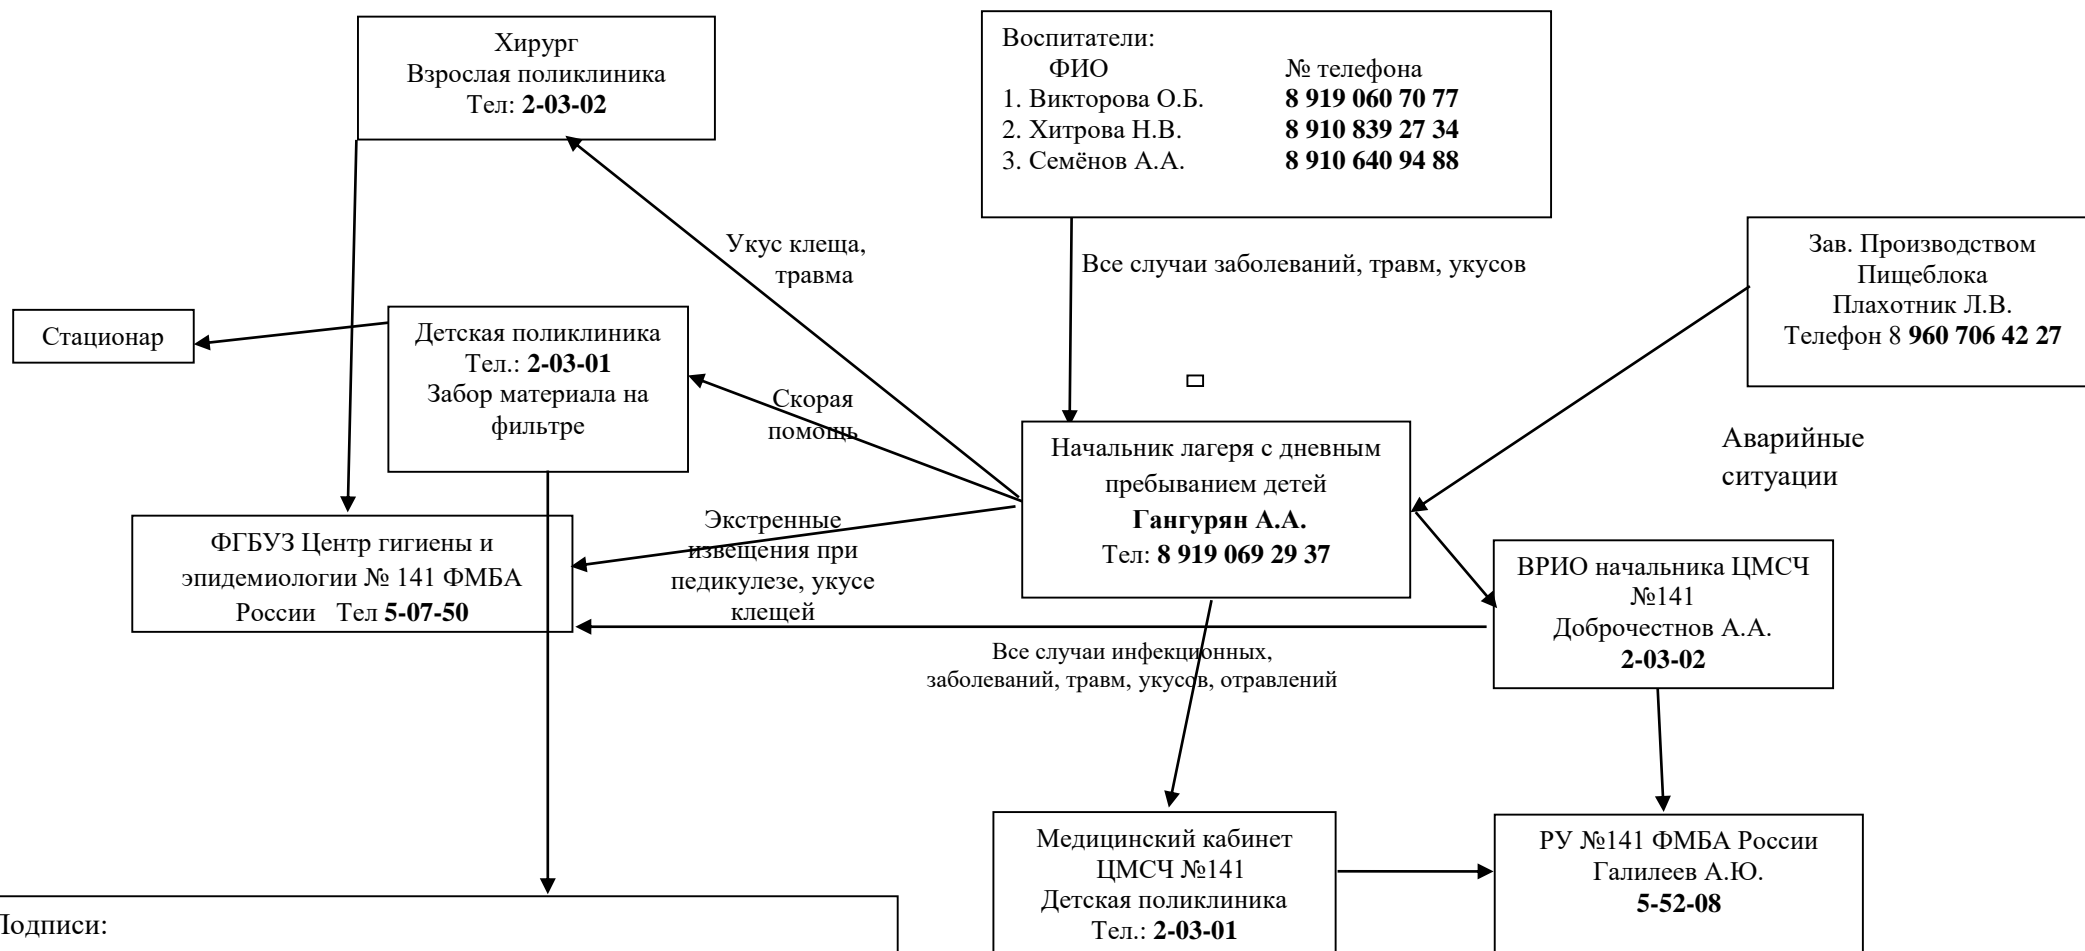 Хирург
Взрослая поликлиника
Тел: 2-03-02
Воспитатели:
ФИО № телефона
1. Викторова О.Б. 8 919 060 70 77
2. Хитрова Н.В. 8 910 839 27 34
3. Семёнов А.А. 8 910 640 94 88
Укус клеща,
травма
Все случаи заболеваний, травм, укусов
Зав. Производством
Пищеблока
Плахотник Л.В.
Телефон 8 960 706 42 27
Стационар
Детская поликлиника
Тел.: 2-03-01
Забор материала на
фильтре
Скорая
помощь
Начальник лагеря с дневным
пребыванием детей
Гангурян А.А.
Тел: 8 919 069 29 37
Аварийные
ситуации
ФГБУЗ Центр гигиены и
эпидемиологии № 141 ФМБА
России Тел 5-07-50
Экстренные
извещения при
педикулезе, укусе
клещей
ВРИО начальника ЦМСЧ
№141
Доброчестнов А.А.
2-03-02
Все случаи инфекционных,
заболеваний, травм, укусов, отравлений
Медицинский кабинет
ЦМСЧ №141
Детская поликлиника
Тел.: 2-03-01
РУ №141 ФМБА России
Галилеев А.Ю.
5-52-08
Подписи: